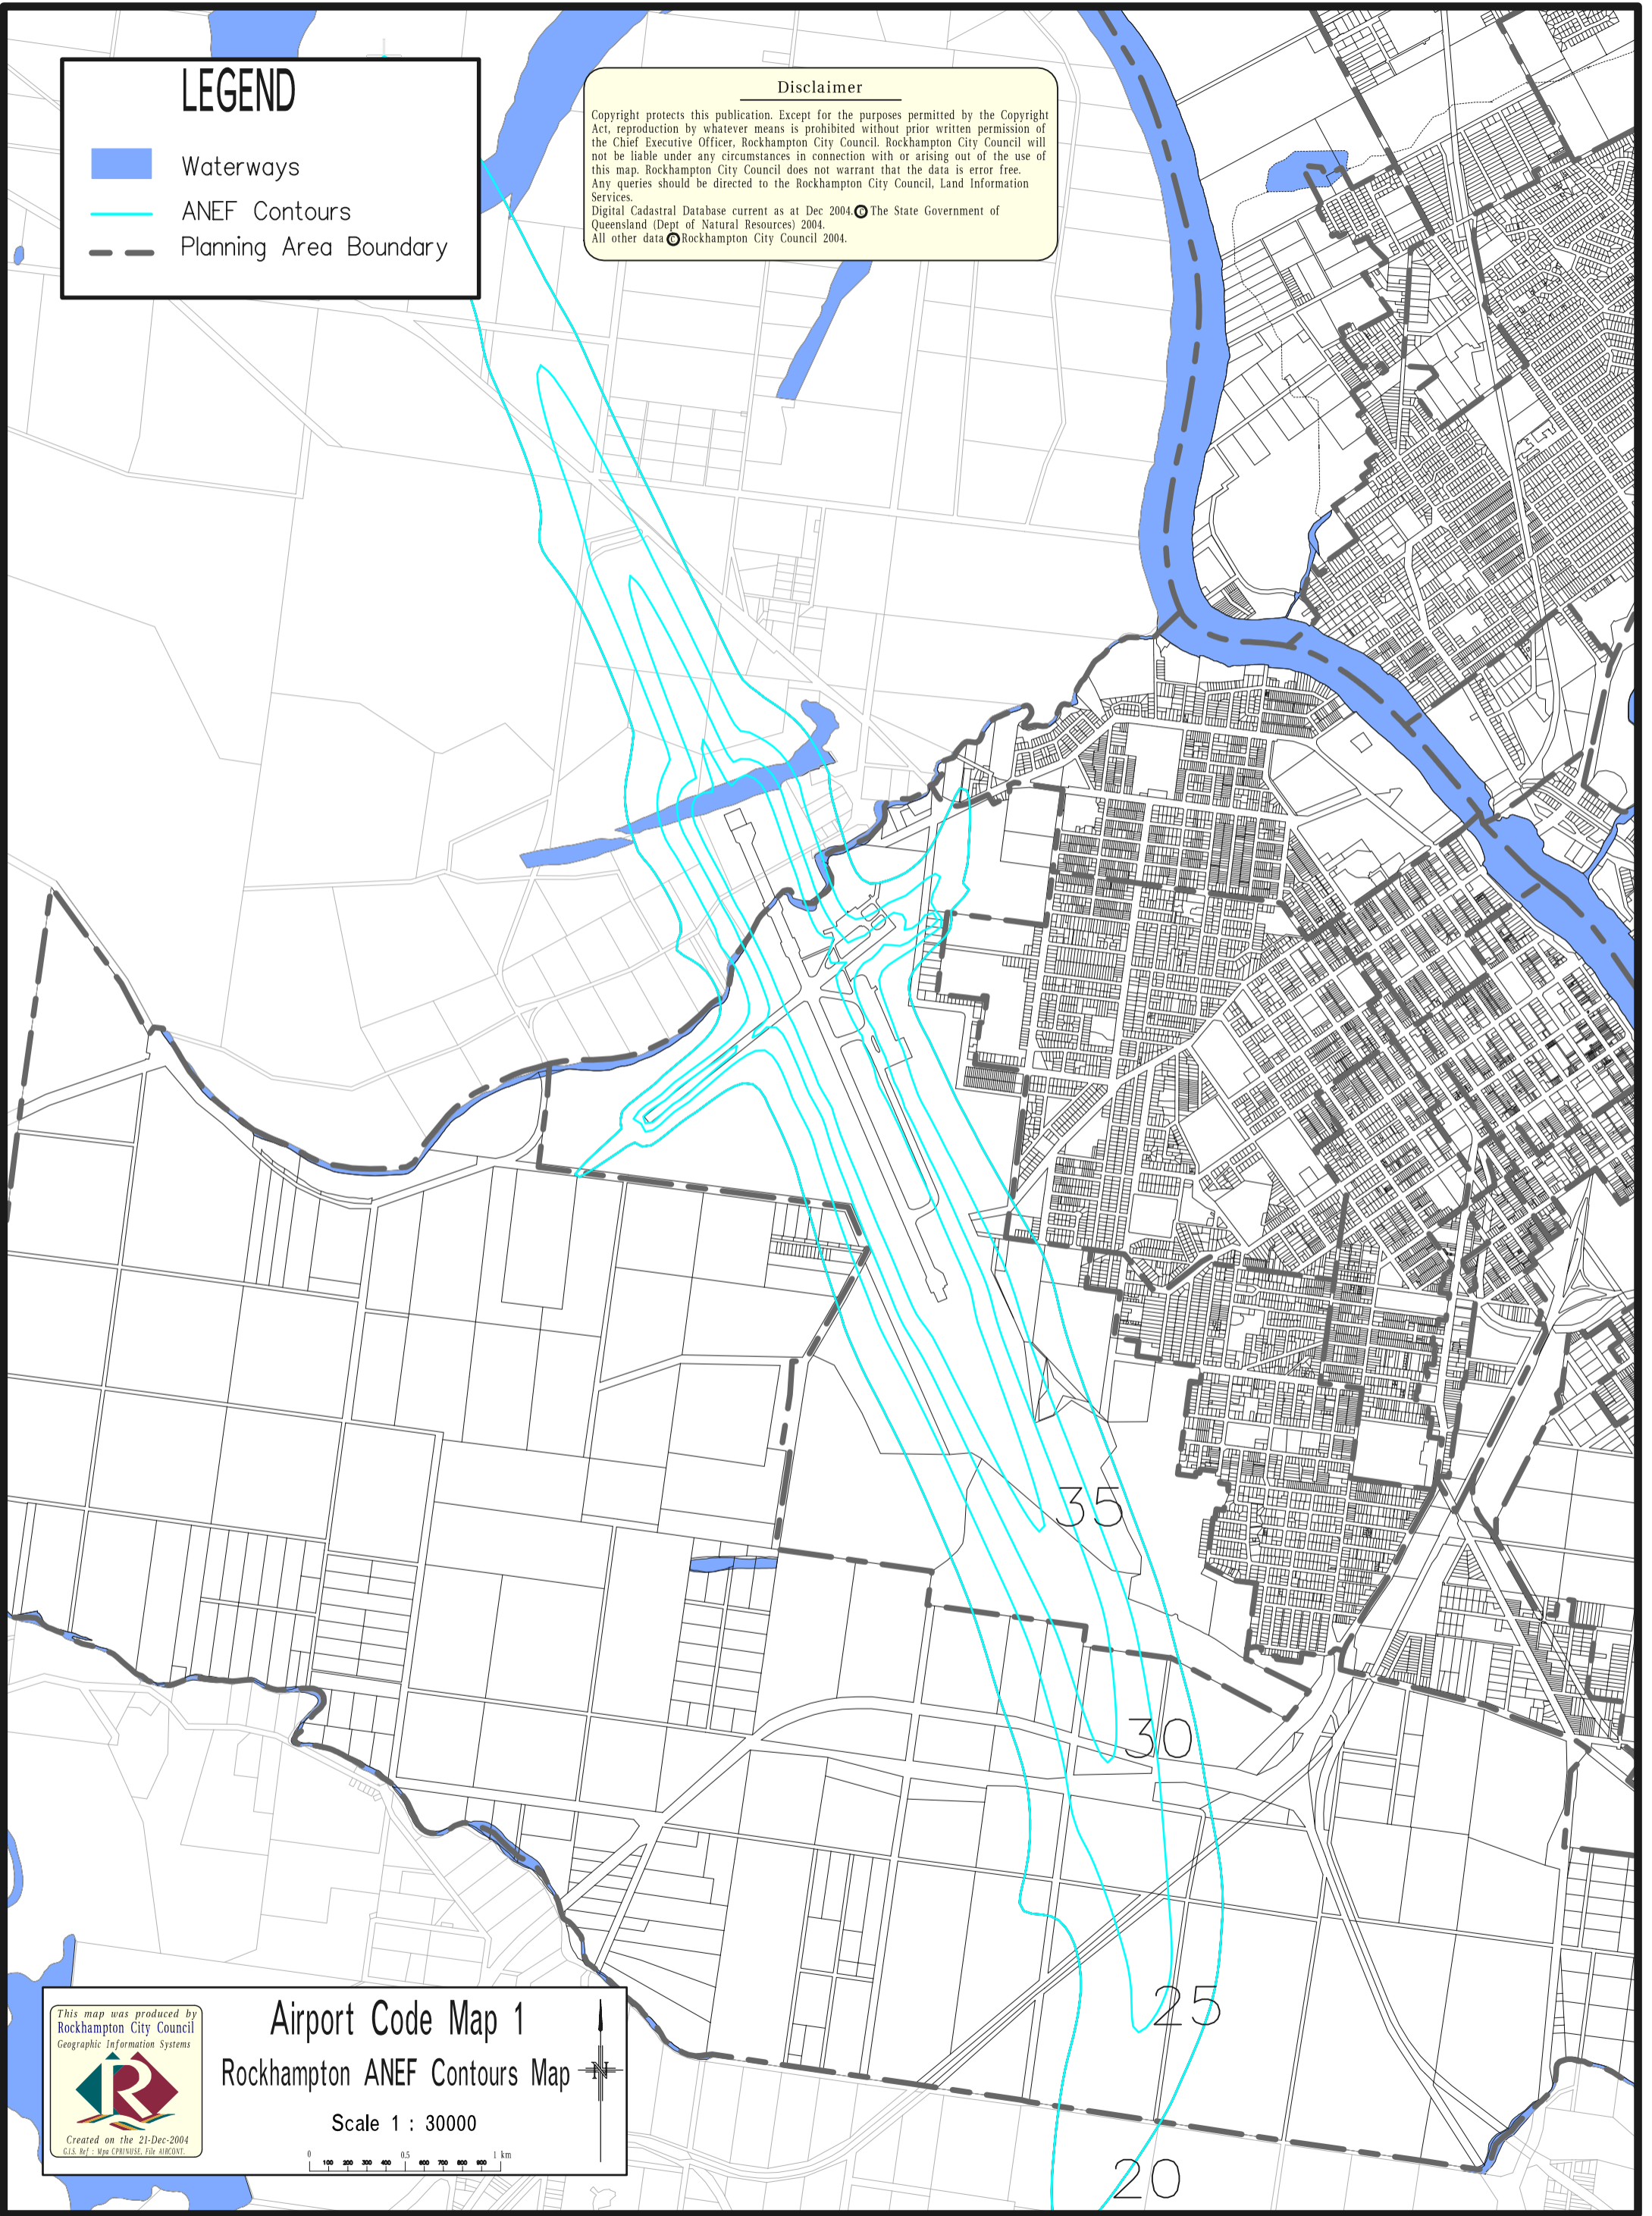 LEGEND
Waterways
ANEF Contours
Planning Area Boundary
Disclaimer
Copyright protects this publication. Except for the purposes permitted by the Copyright
Act, reproduction by whatever means is prohibited without prior written permission of
the Chief Executive Officer, Rockhampton City Council. Rockhampton City Council will
not be liable under any circumstances in connection with or arising out of the use of
this map. Rockhampton City Council does not warrant that the data is error free.
Any queries should be directed to the Rockhampton City Council, Land Information
Services.
Digital Cadastral Database current as at Dec 2004. © The State Government of
Queensland (Dept of Natural Resources) 2004.
All other data © Rockhampton City Council 2004.
35
30
25
20
This map was produced by
Rockhampton City Council
Geographic Information Systems
R
Created on the 21-Dec-2004
G.I.S. Ref : Mpa CPRINUSE, File AIRCONT.
Airport Code Map 1
Rockhampton ANEF Contours Map
N
Scale 1 : 30000
0 0.5 1 km
100 200 300 400 600 700 800 900